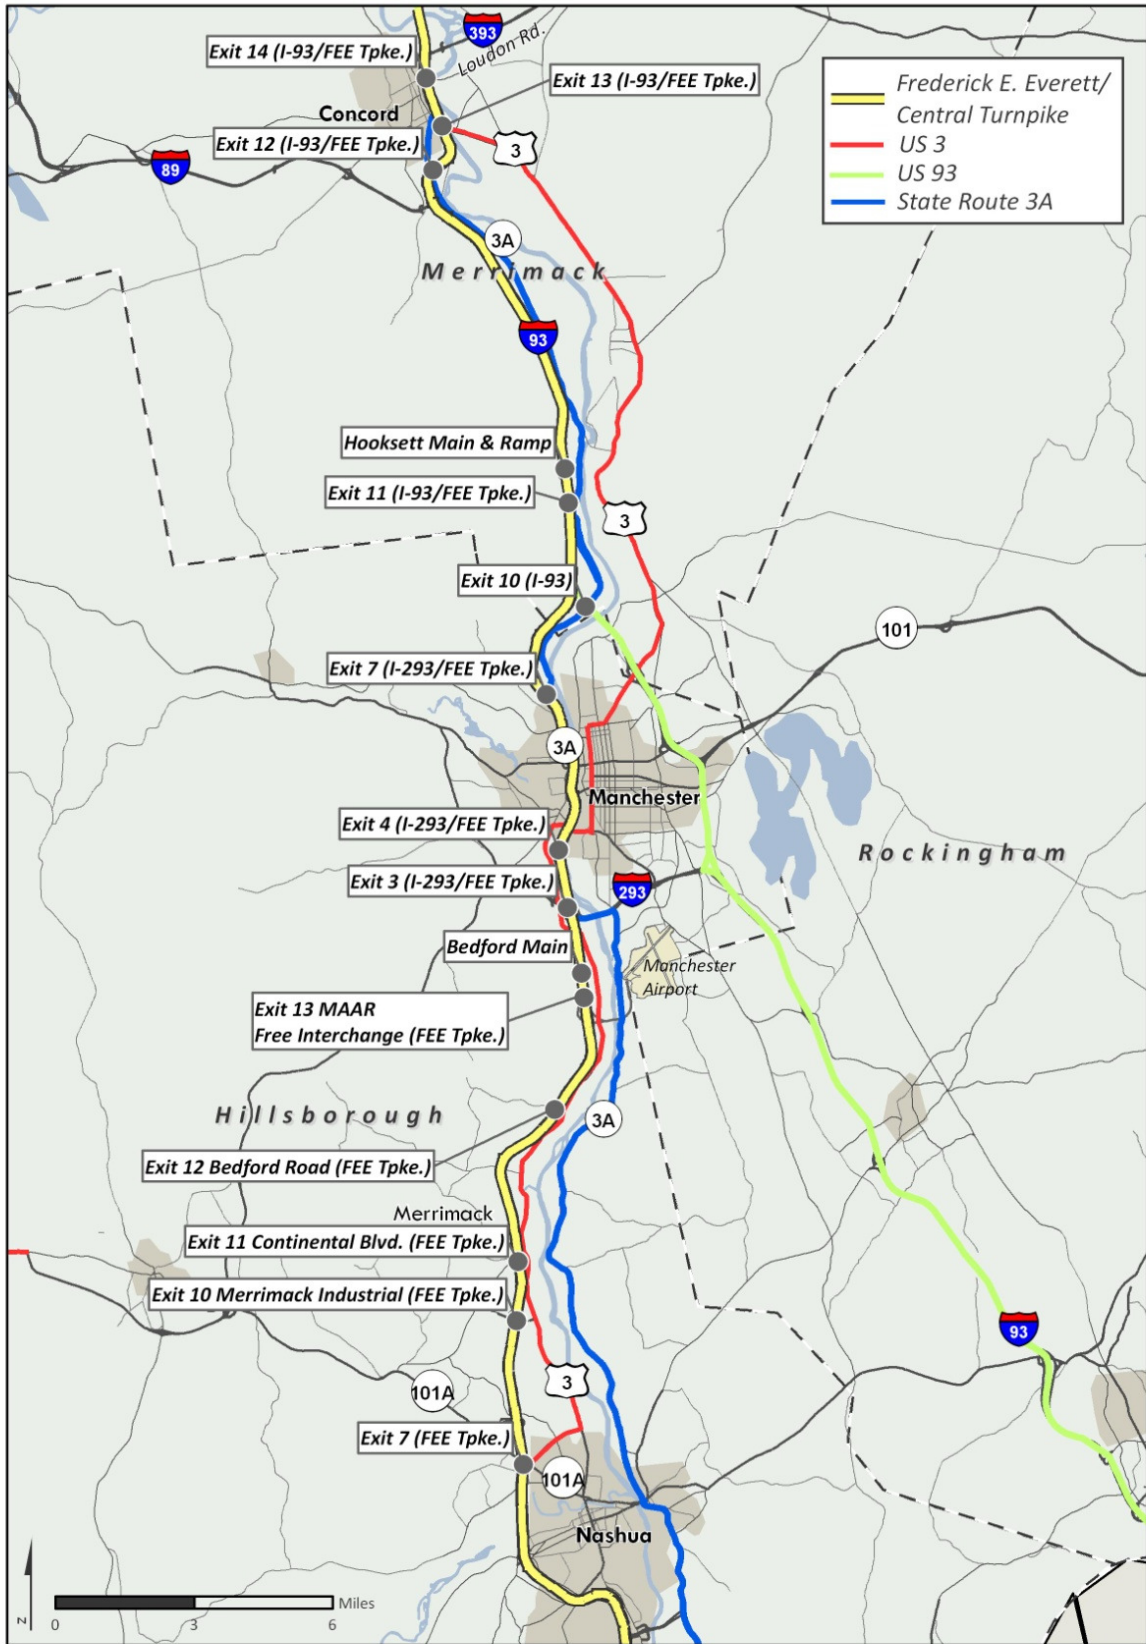 393
Loudon Rd.
Exit 14 (I-93/FEE Tpke.)
Exit 13 (I-93/FEE Tpke.)
Concord
Exit 12 (I-93/FEE Tpke.)
3
89
Frederick E. Everett/
Central Turnpike
US 3
US 93
State Route 3A
3A
Merrimack
93
Hooksett Main & Ramp
Exit 11 (I-93/FEE Tpke.)
3
Exit 10 (I-93)
101
Exit 7 (I-293/FEE Tpke.)
3A
Manchester
Exit 4 (I-293/FEE Tpke.)
Rockingham
Exit 3 (I-293/FEE Tpke.)
293
Bedford Main
Manchester
Airport
Exit 13 MAAR
Free Interchange (FEE Tpke.)
Hillsborough
3A
Exit 12 Bedford Road (FEE Tpke.)
Merrimack
Exit 11 Continental Blvd. (FEE Tpke.)
Exit 10 Merrimack Industrial (FEE Tpke.)
93
3
101A
Exit 7 (FEE Tpke.)
101A
Nashua
Miles
0 3 6
N